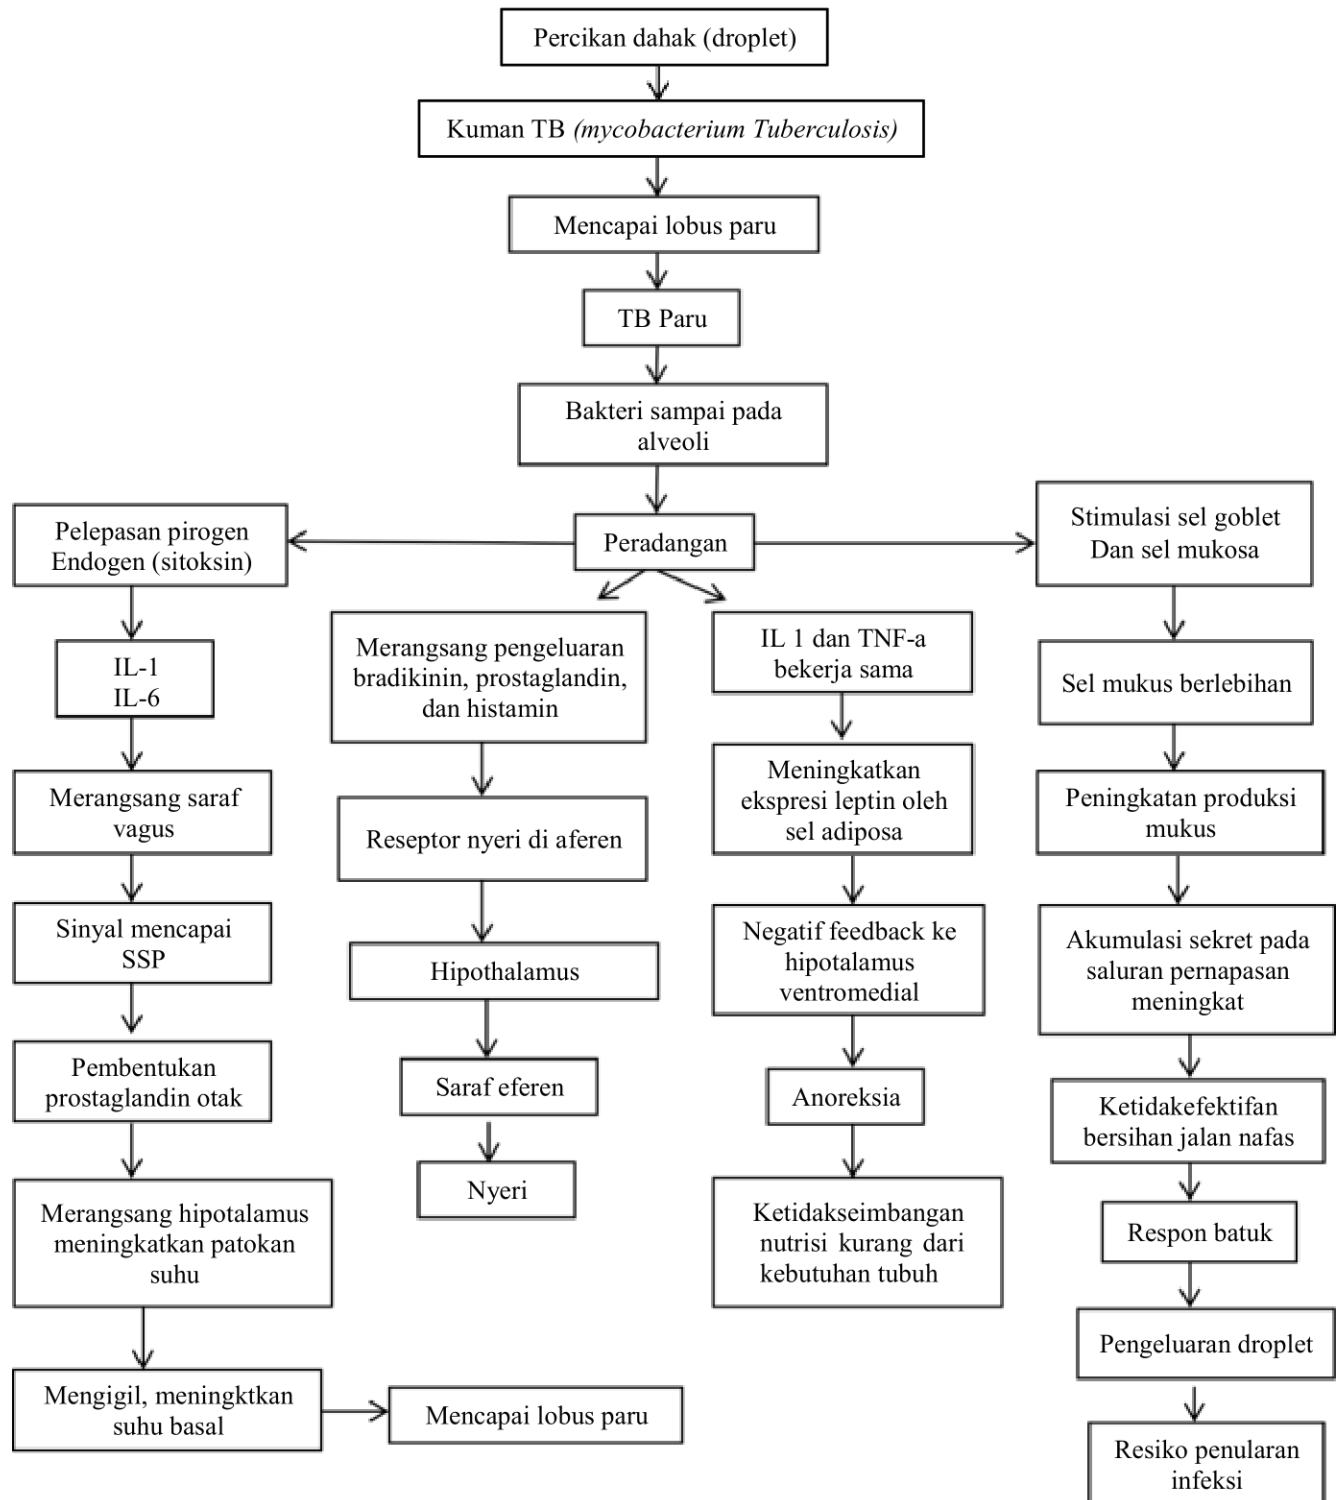 Percikan dahak (droplet)
Kuman TB (mycobacterium Tuberculosis)
Mencapai lobus paru
TB Paru
Bakteri sampai pada
alveoli
Peradangan
Pelepasan pirogen
Endogen (sitoksin)
IL-1
IL-6
Merangsang saraf
vagus
Sinyal mencapai
SSP
Pembentukan
prostaglandin otak
Merangsang hipotalamus
meningkatkan patokan
suhu
Mengigil, meningktkan
suhu basal
Mencapai lobus paru
Merangsang pengeluaran
bradikinin, prostaglandin,
dan histamin
Reseptor nyeri di aferen
Hipothalamus
Saraf eferen
Nyeri
IL 1 dan TNF-a
bekerja sama
Meningkatkan
ekspresi leptin oleh
sel adiposa
Negatif feedback ke
hipotalamus
ventromedial
Anoreksia
Ketidakseimbangan
nutrisi kurang dari
kebutuhan tubuh
Stimulasi sel goblet
Dan sel mukosa
Sel mukus berlebihan
Peningkatan produksi
mukus
Akumulasi sekret pada
saluran pernapasan
meningkat
Ketidakefektifan
bersihan jalan nafas
Respon batuk
Pengeluaran droplet
Resiko penularan
infeksi